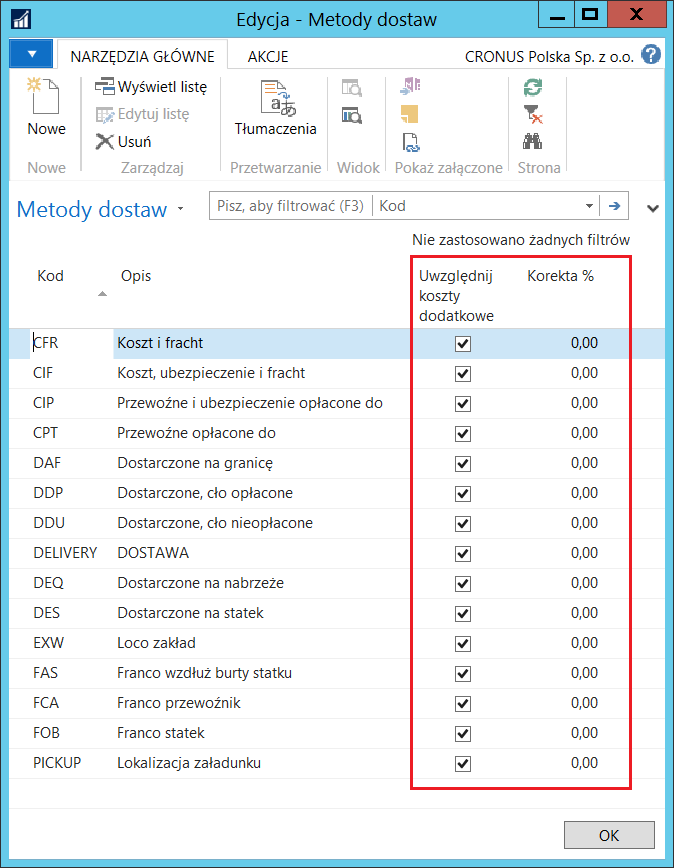 Edycja - Metody dostaw
NARZĘDZIA GŁÓWNE AKCJE CRONUS Polska Sp. z o.o. ?
Nowe
Nowe
Wyświetl listę
Edytuj listę
Usuń
Zarządzaj
Tłumaczenia
Przetwarzanie
Widok
Pokaż załączone
Strona
Metody dostaw
Pisz, aby filtrować (F3) Kod
Nie zastosowano żadnych filtrów
Kod Opis Uwzględnij koszty dodatkowe Korekta %
CFR Koszt i fracht 0,00
CIF Koszt, ubezpieczenie i fracht 0,00
CIP Przewoźne i ubezpieczenie opłacone do 0,00
CPT Przewoźne opłacone do 0,00
DAF Dostarczone na granicę 0,00
DDP Dostarczone, cło opłacone 0,00
DDU Dostarczone, cło nieopłacone 0,00
DELIVERY DOSTAWA 0,00
DEQ Dostarczone na nabrzeże 0,00
DES Dostarczone na statek 0,00
EXW Loco zakład 0,00
FAS Franco wzdłuż burty statku 0,00
FCA Franco przewoźnik 0,00
FOB Franco statek 0,00
PICKUP Lokalizacja załadunku 0,00
OK